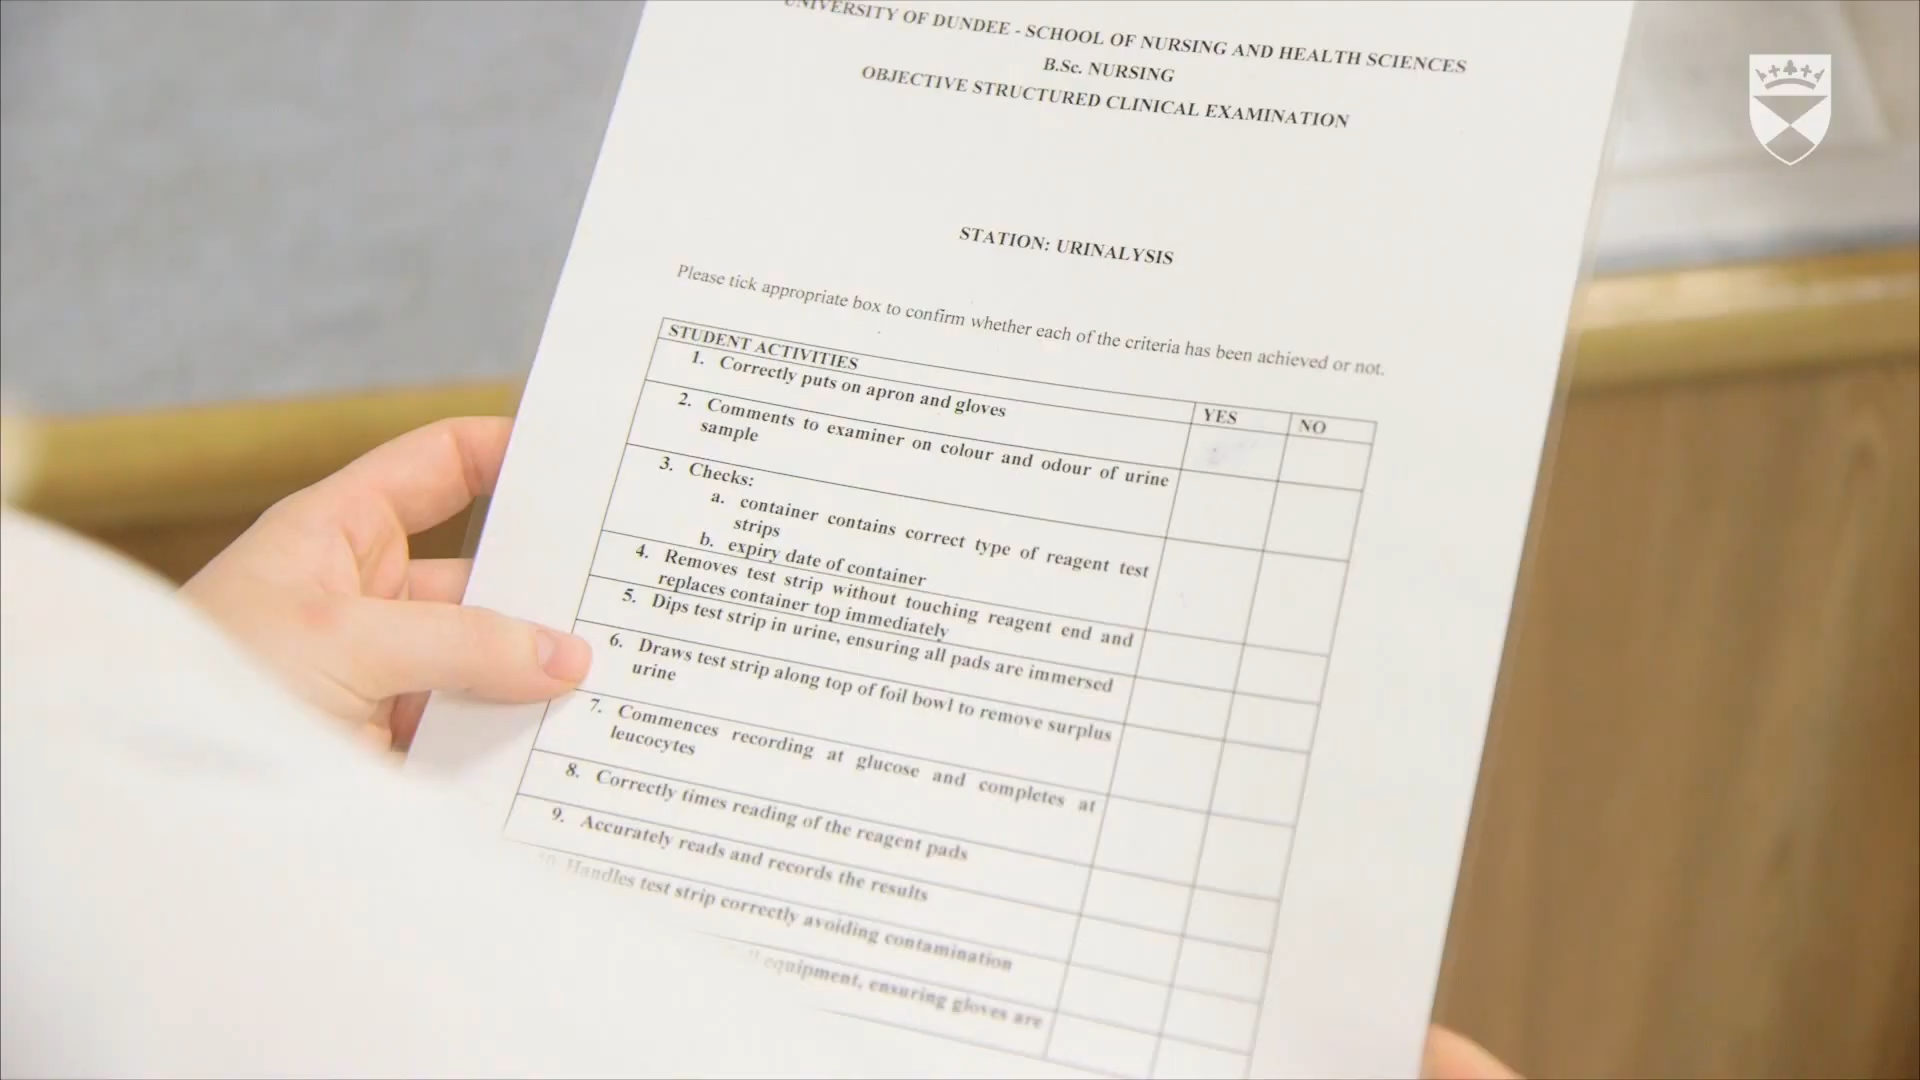 UNIVERSITY OF DUNDEE - SCHOOL OF NURSING AND HEALTH SCIENCES
B.Sc. NURSING
OBJECTIVE STRUCTURED CLINICAL EXAMINATION
STATION: URINALYSIS
Please tick appropriate box to confirm whether each of the criteria has been achieved or not.
STUDENT ACTIVITIES
YES
NO
1. Correctly puts on apron and gloves
2. Comments to examiner on colour and odour of urine
sample
3. Checks:
a. container contains correct type of reagent test
strips
b. expiry date of container
4. Removes test strip without touching reagent end and
replaces container top immediately
5. Dips test strip in urine, ensuring all pads are immersed
6. Draws test strip along top of foil bowl to remove surplus
urine
7. Commences recording at glucose and completes at
leucocytes
8. Correctly times reading of the reagent pads
9. Accurately reads and records the results
10. Handles test strip correctly avoiding contamination
equipment, ensuring gloves are